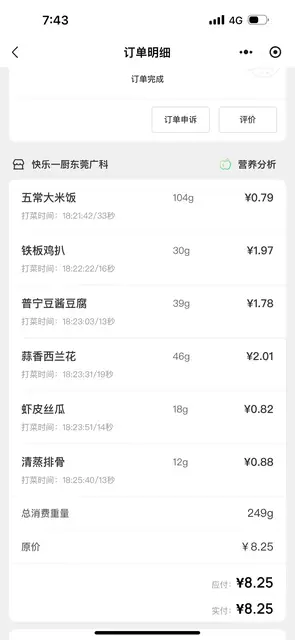 7:43
4G
订单明细
订单完成
订单申诉
评价
快乐一厨东莞广科
营养分析
五常大米饭 104g ¥0.79
打菜时间：18:21:42/33秒
铁板鸡扒 30g ¥1.97
打菜时间：18:22:22/16秒
普宁豆酱豆腐 39g ¥1.78
打菜时间：18:23:03/13秒
蒜香西兰花 46g ¥2.01
打菜时间：18:23:31/19秒
虾皮丝瓜 18g ¥0.82
打菜时间：18:23:51/14秒
清蒸排骨 12g ¥0.88
打菜时间：18:25:40/13秒
总消费重量 249g
原价 ¥8.25
应付：¥8.25
实付：¥8.25